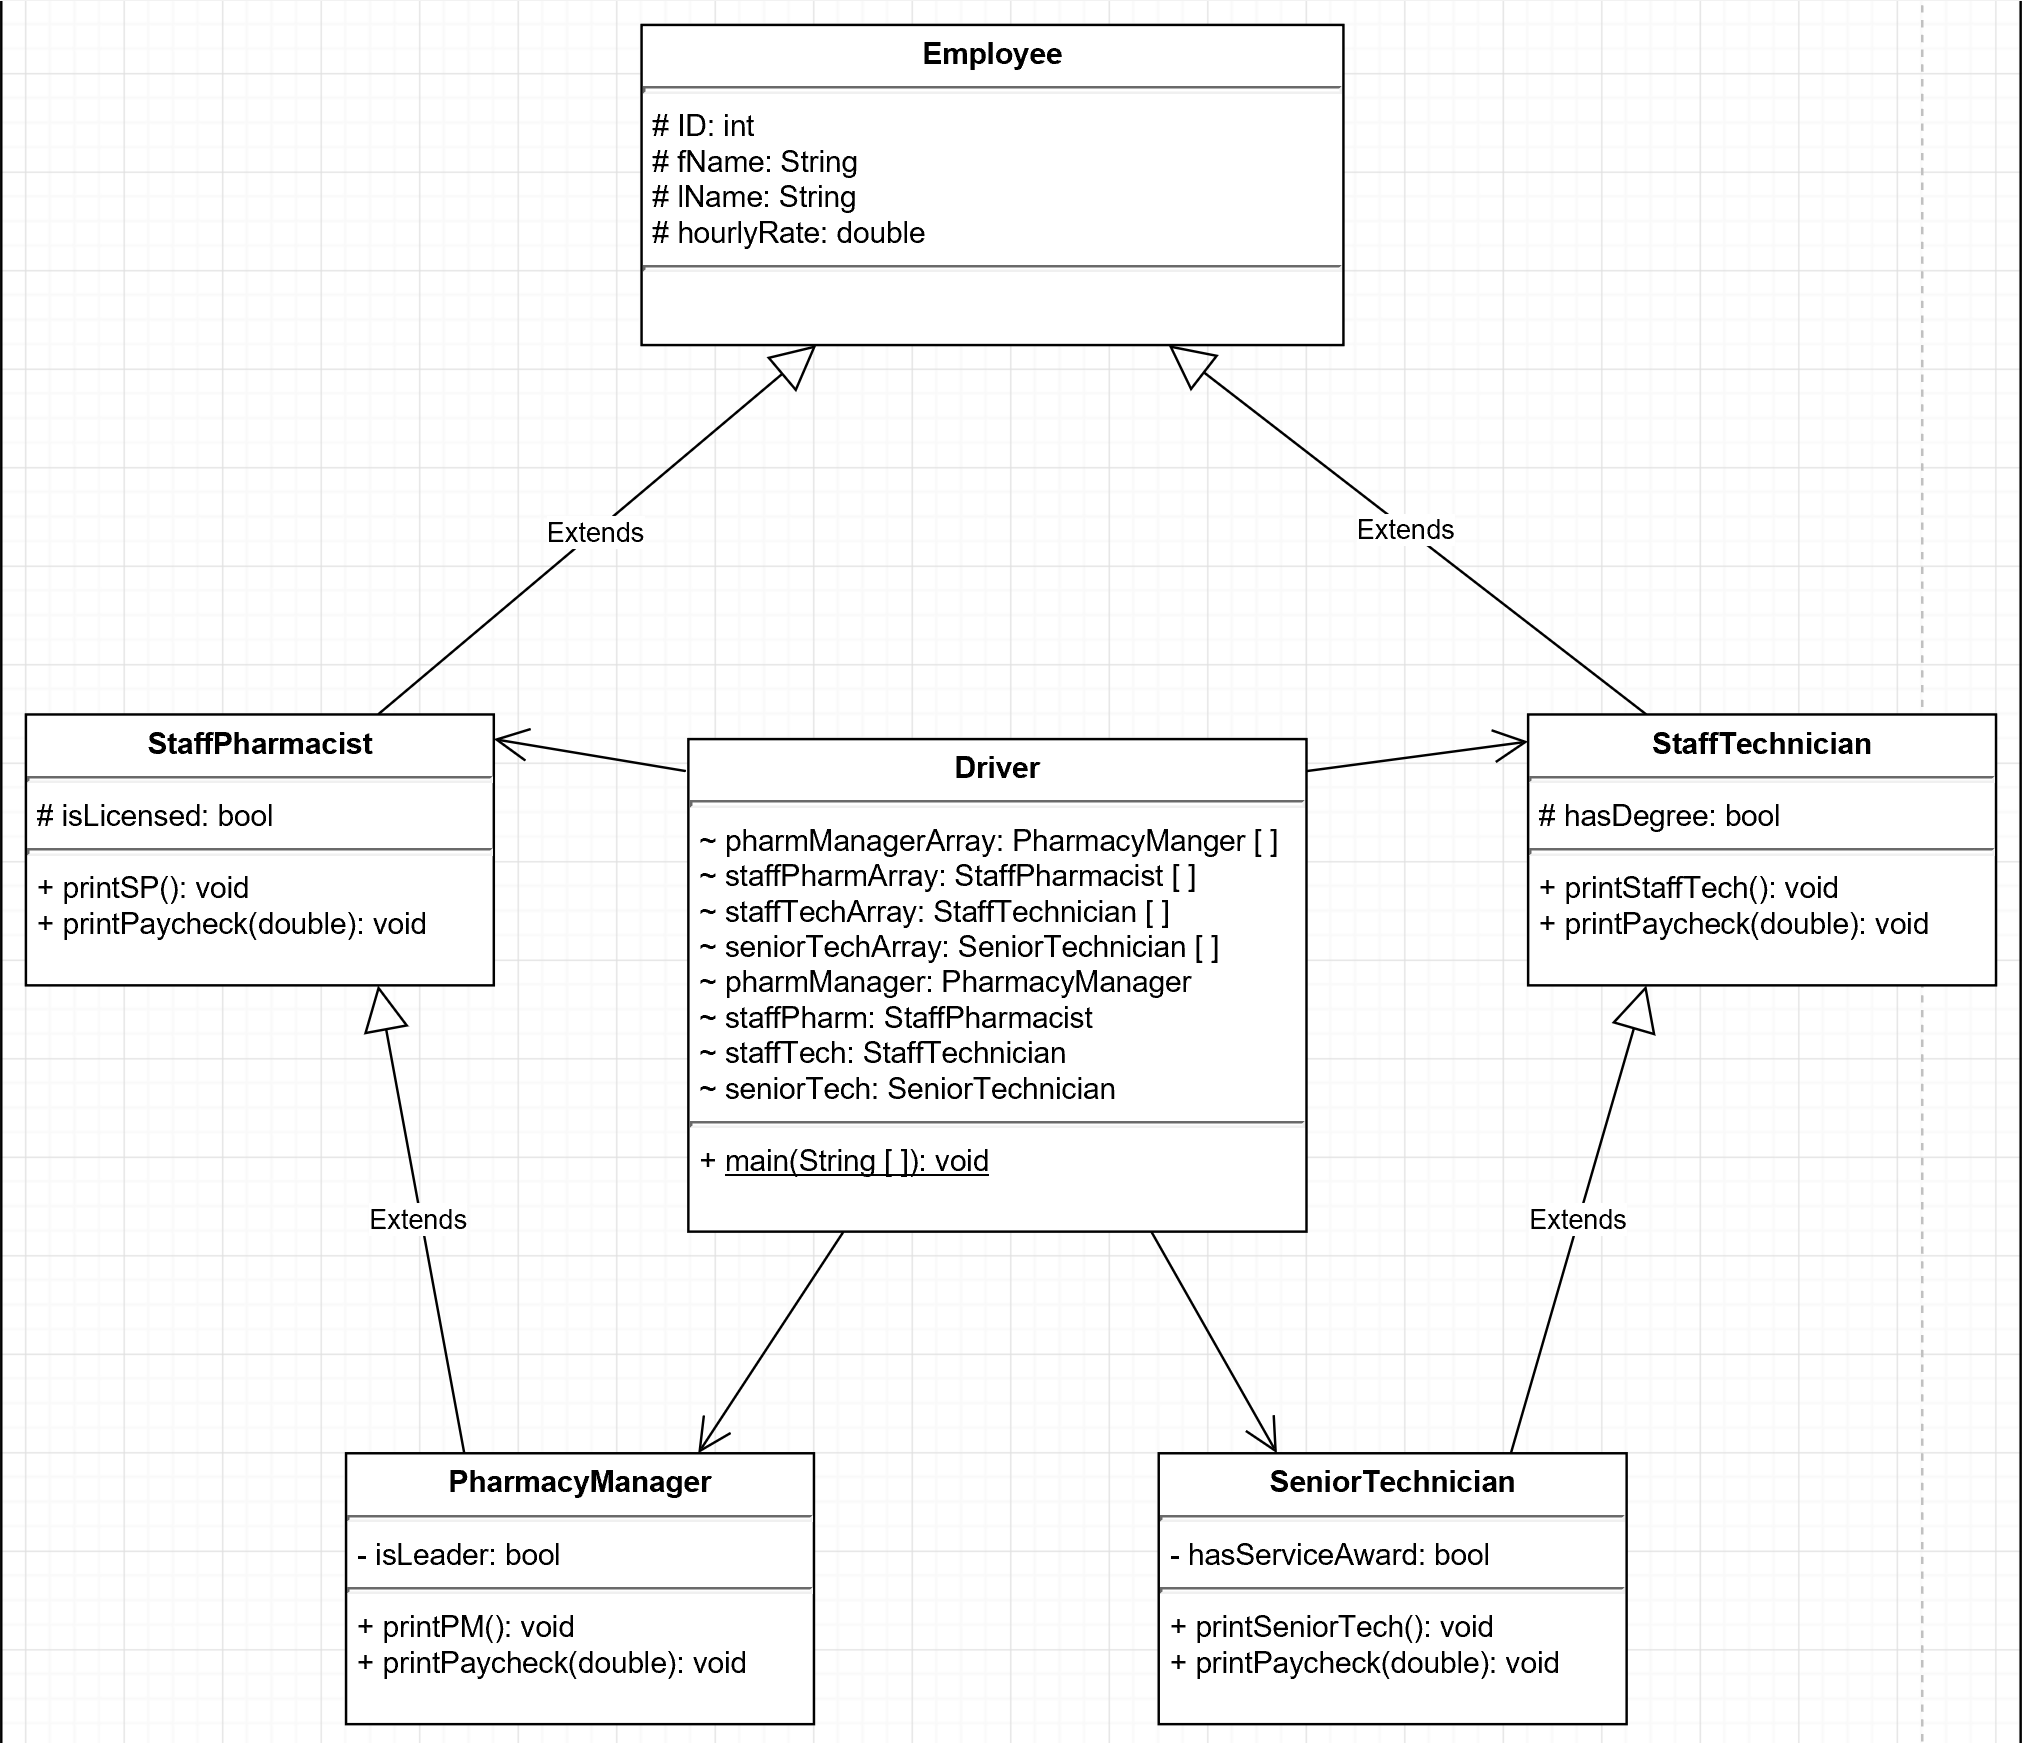 Employee
# ID: int
# fName: String
# lName: String
# hourlyRate: double
Extends
Extends
StaffPharmacist
# isLicensed: bool
+ printSP(): void
+ printPaycheck(double): void
Driver
~ pharmManagerArray: PharmacyManger [ ]
~ staffPharmArray: StaffPharmacist [ ]
~ staffTechArray: StaffTechnician [ ]
~ seniorTechArray: SeniorTechnician [ ]
~ pharmManager: PharmacyManager
~ staffPharm: StaffPharmacist
~ staffTech: StaffTechnician
~ seniorTech: SeniorTechnician
+ main(String [ ]): void
StaffTechnician
# hasDegree: bool
+ printStaffTech(): void
+ printPaycheck(double): void
Extends
Extends
PharmacyManager
- isLeader: bool
+ printPM(): void
+ printPaycheck(double): void
SeniorTechnician
- hasServiceAward: bool
+ printSeniorTech(): void
+ printPaycheck(double): void